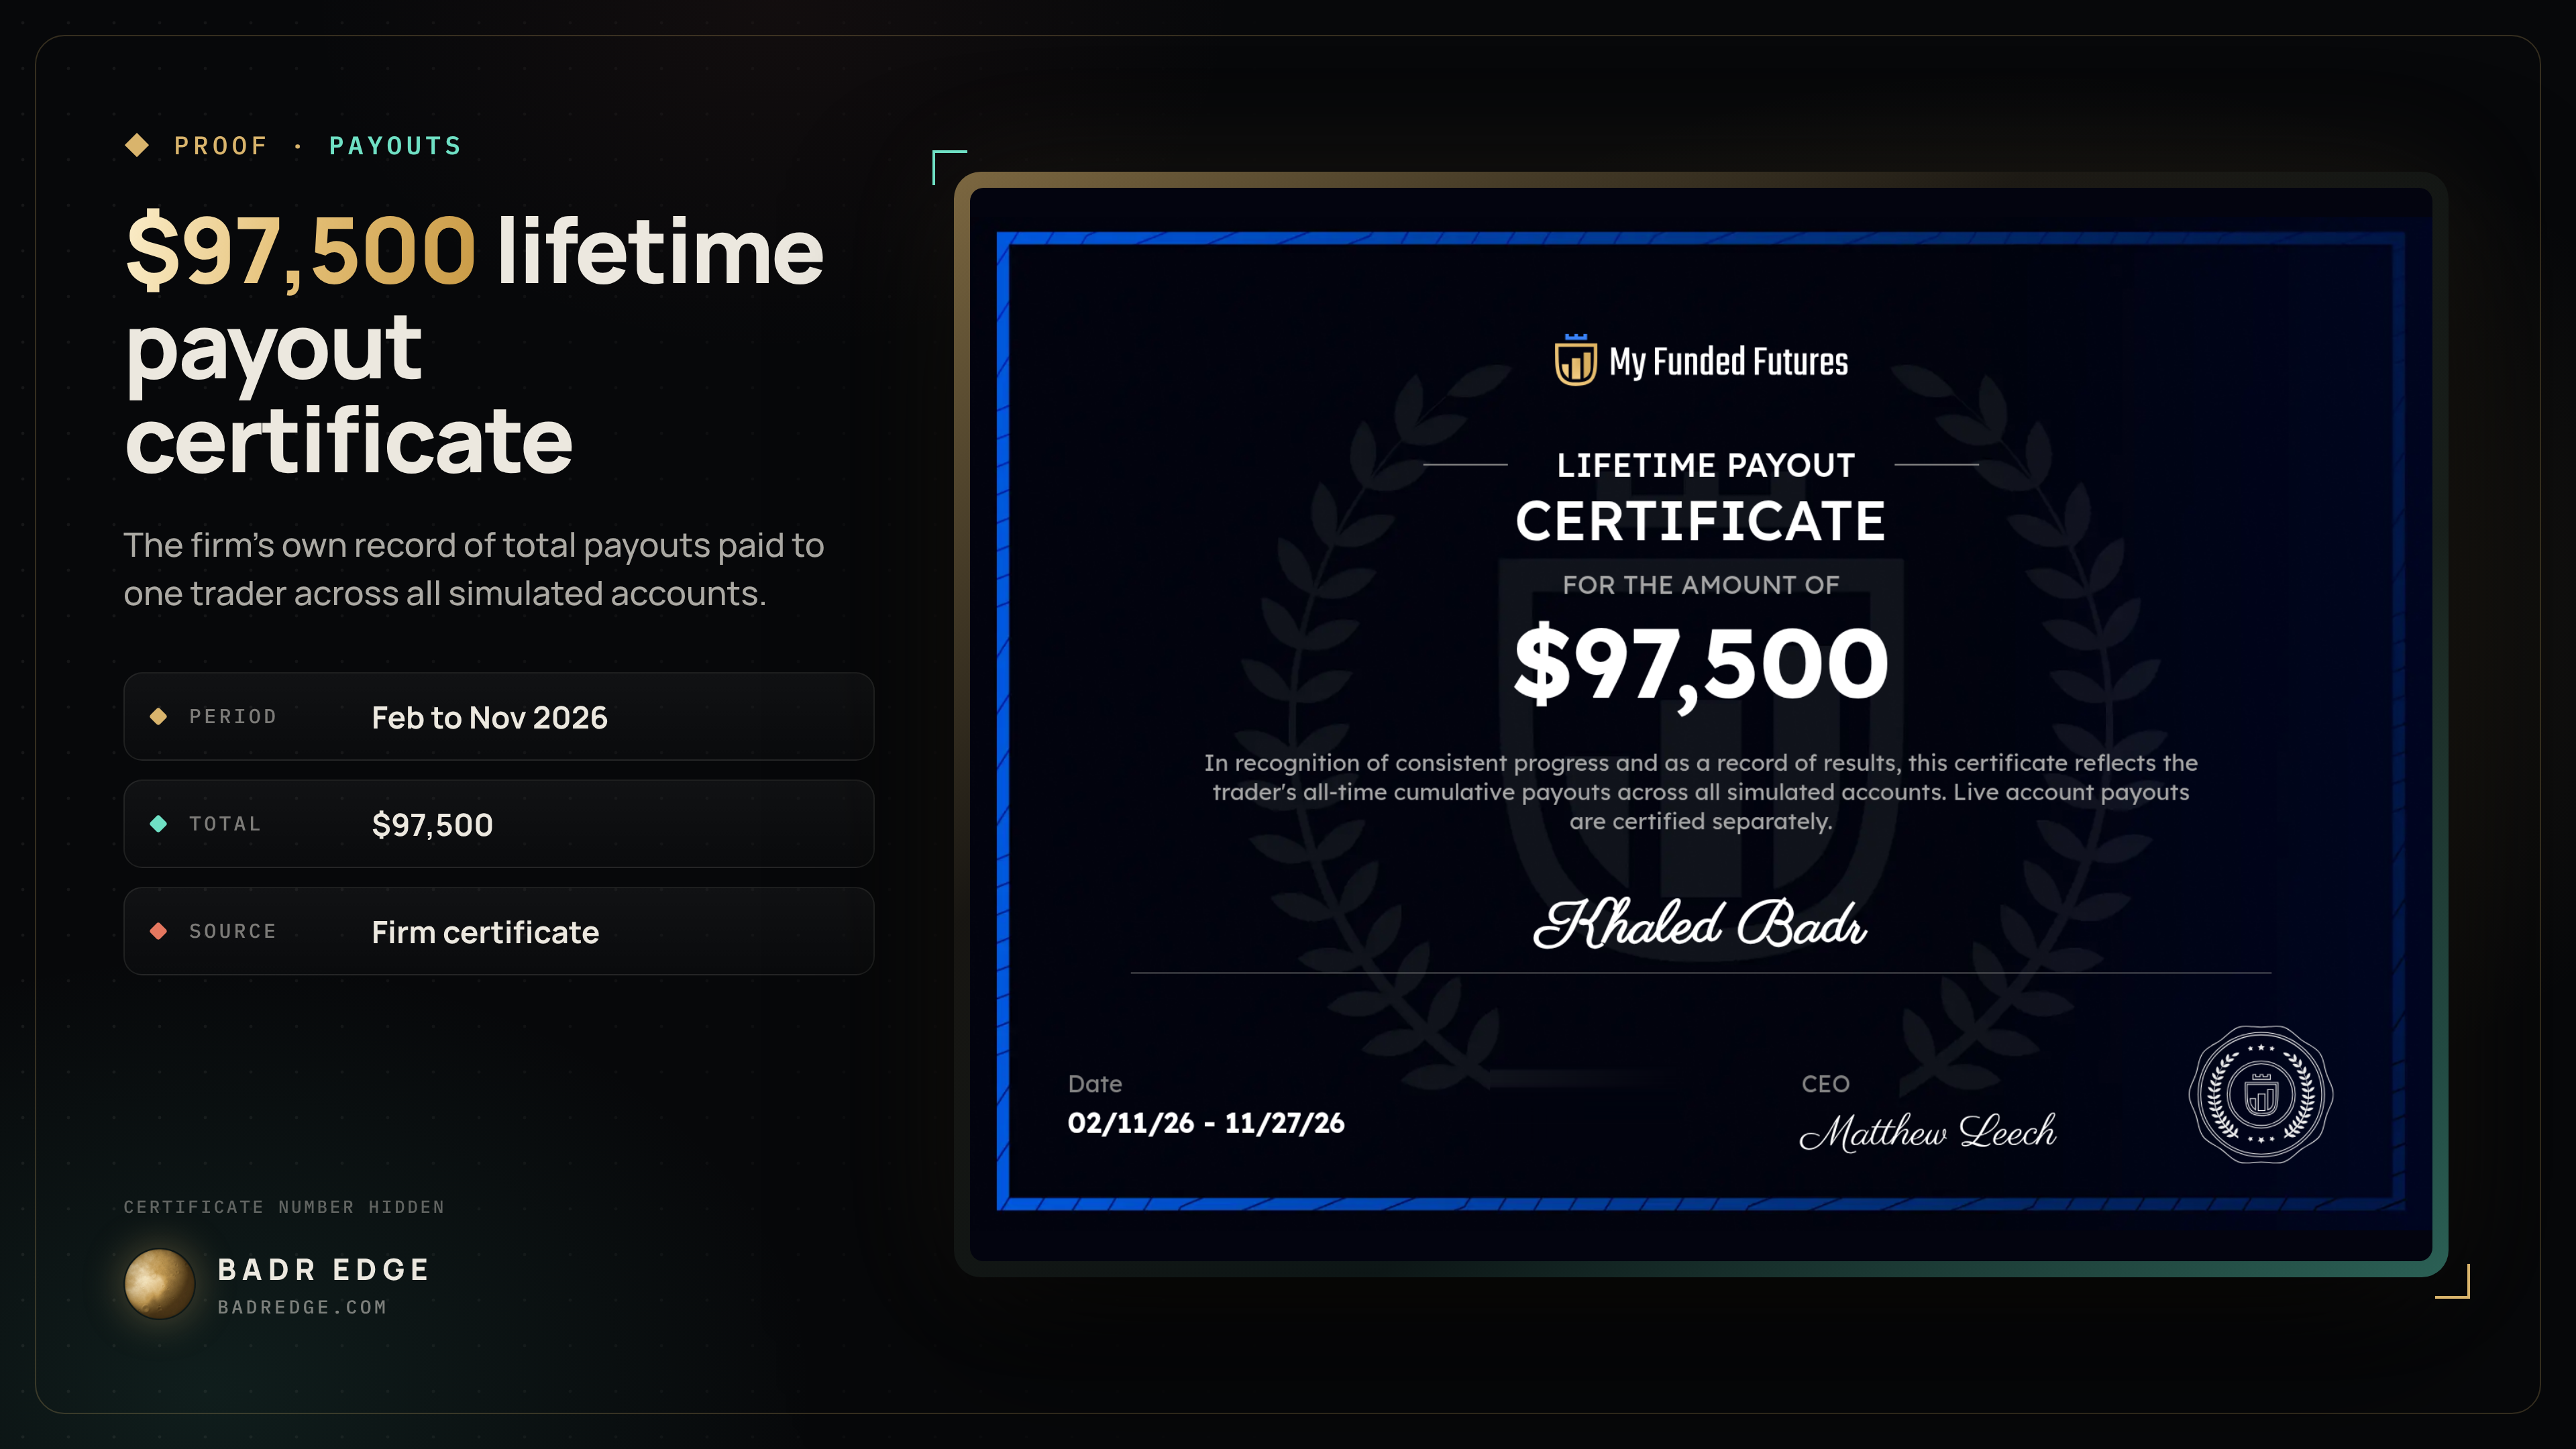 PROOF · PAYOUTS
$97,500 lifetime
payout
certificate
The firm's own record of total payouts paid to
one trader across all simulated accounts.
PERIOD Feb to Nov 2026
TOTAL $97,500
SOURCE Firm certificate
CERTIFICATE NUMBER HIDDEN
BADR EDGE
BADREDGE.COM
My Funded Futures
LIFETIME PAYOUT
CERTIFICATE
FOR THE AMOUNT OF
$97,500
In recognition of consistent progress and as a record of results, this certificate reflects the
trader's all-time cumulative payouts across all simulated accounts. Live account payouts
are certified separately.
Khaled Badr
Date
02/11/26 - 11/27/26
CEO
Matthew Leech